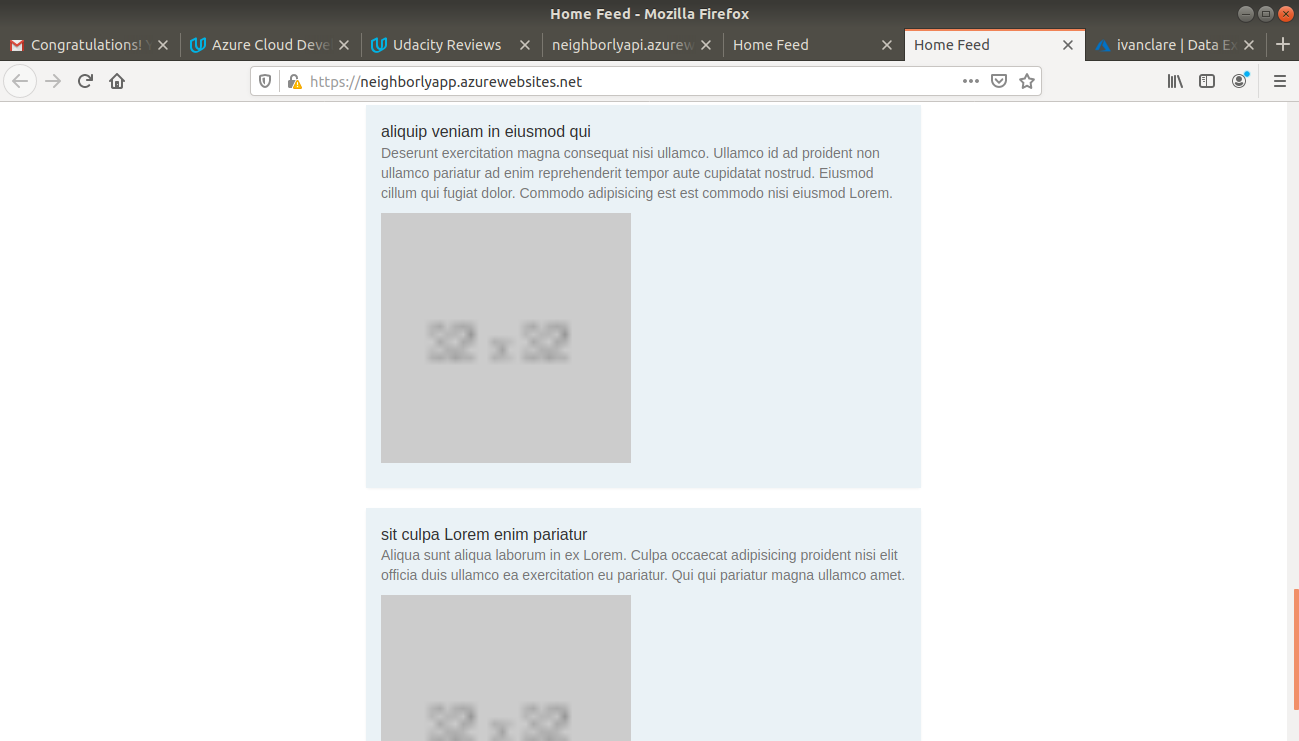 Home Feed - Mozilla Firefox
Congratulations! Y
Azure Cloud Deve
Udacity Reviews
neighborlyapi.azurew
Home Feed
Home Feed
ivanclare | Data Ex
https://neighborlyapp.azurewebsites.net
aliquip veniam in eiusmod qui
Deserunt exercitation magna consequat nisi ullamco. Ullamco id ad proident non
ullamco pariatur ad enim reprehenderit tempor aute cupidatat nostrud. Eiusmod
cillum qui fugiat dolor. Commodo adipisicing est est commodo nisi eiusmod Lorem.
32 x 32
sit culpa Lorem enim pariatur
Aliqua sunt aliqua laborum in ex Lorem. Culpa occaecat adipisicing proident nisi elit
officia duis ullamco ea exercitation eu pariatur. Qui qui pariatur magna ullamco amet.
32 x 32